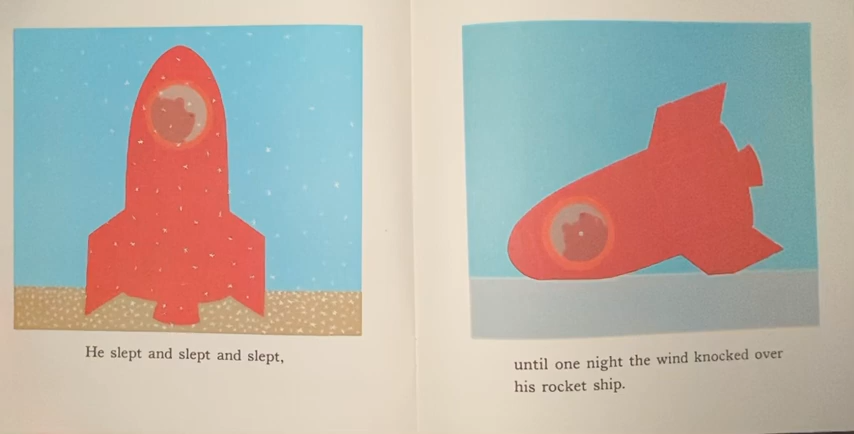 He slept and slept and slept,
until one night the wind knocked over
his rocket ship.